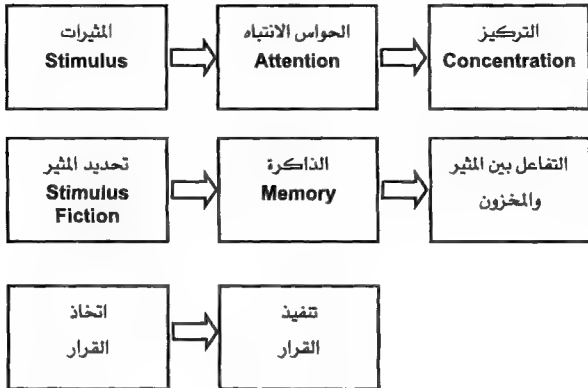 المثيرات
Stimulus
الحواس الانتباه
Attention
التركيز
Concentration
تحديد المثير
Stimulus
Fiction
الذاكرة
Memory
التفاعل بين المثير
والمخزون
اتخاذ
القرار
تنفيذ
القرار